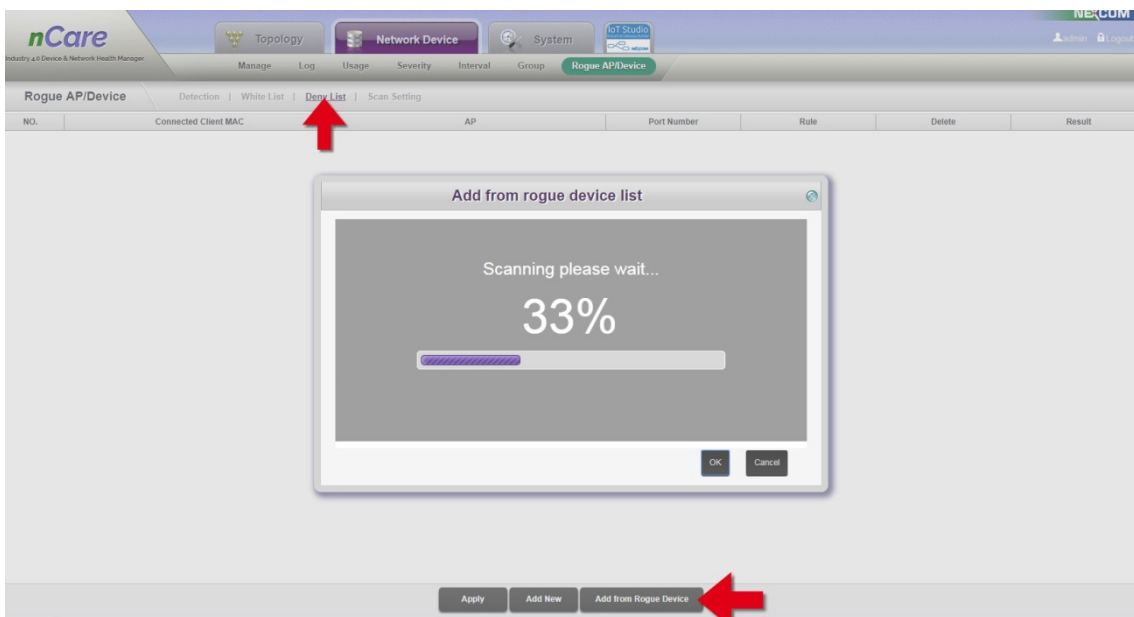 NEXCOM
nCare
Industry 4.0 Device & Network Health Manager
Topology
Network Device
System
IoT Studio
admin
Logout
Manage
Log
Usage
Severity
Interval
Group
Rogue AP/Device
Rogue AP/Device
Detection | White List | Deny List | Scan Setting
NO.
Connected Client MAC
AP
Port Number
Rule
Delete
Result
Add from rogue device list
Scanning please wait...
33%
OK
Cancel
Apply
Add New
Add from Rogue Device